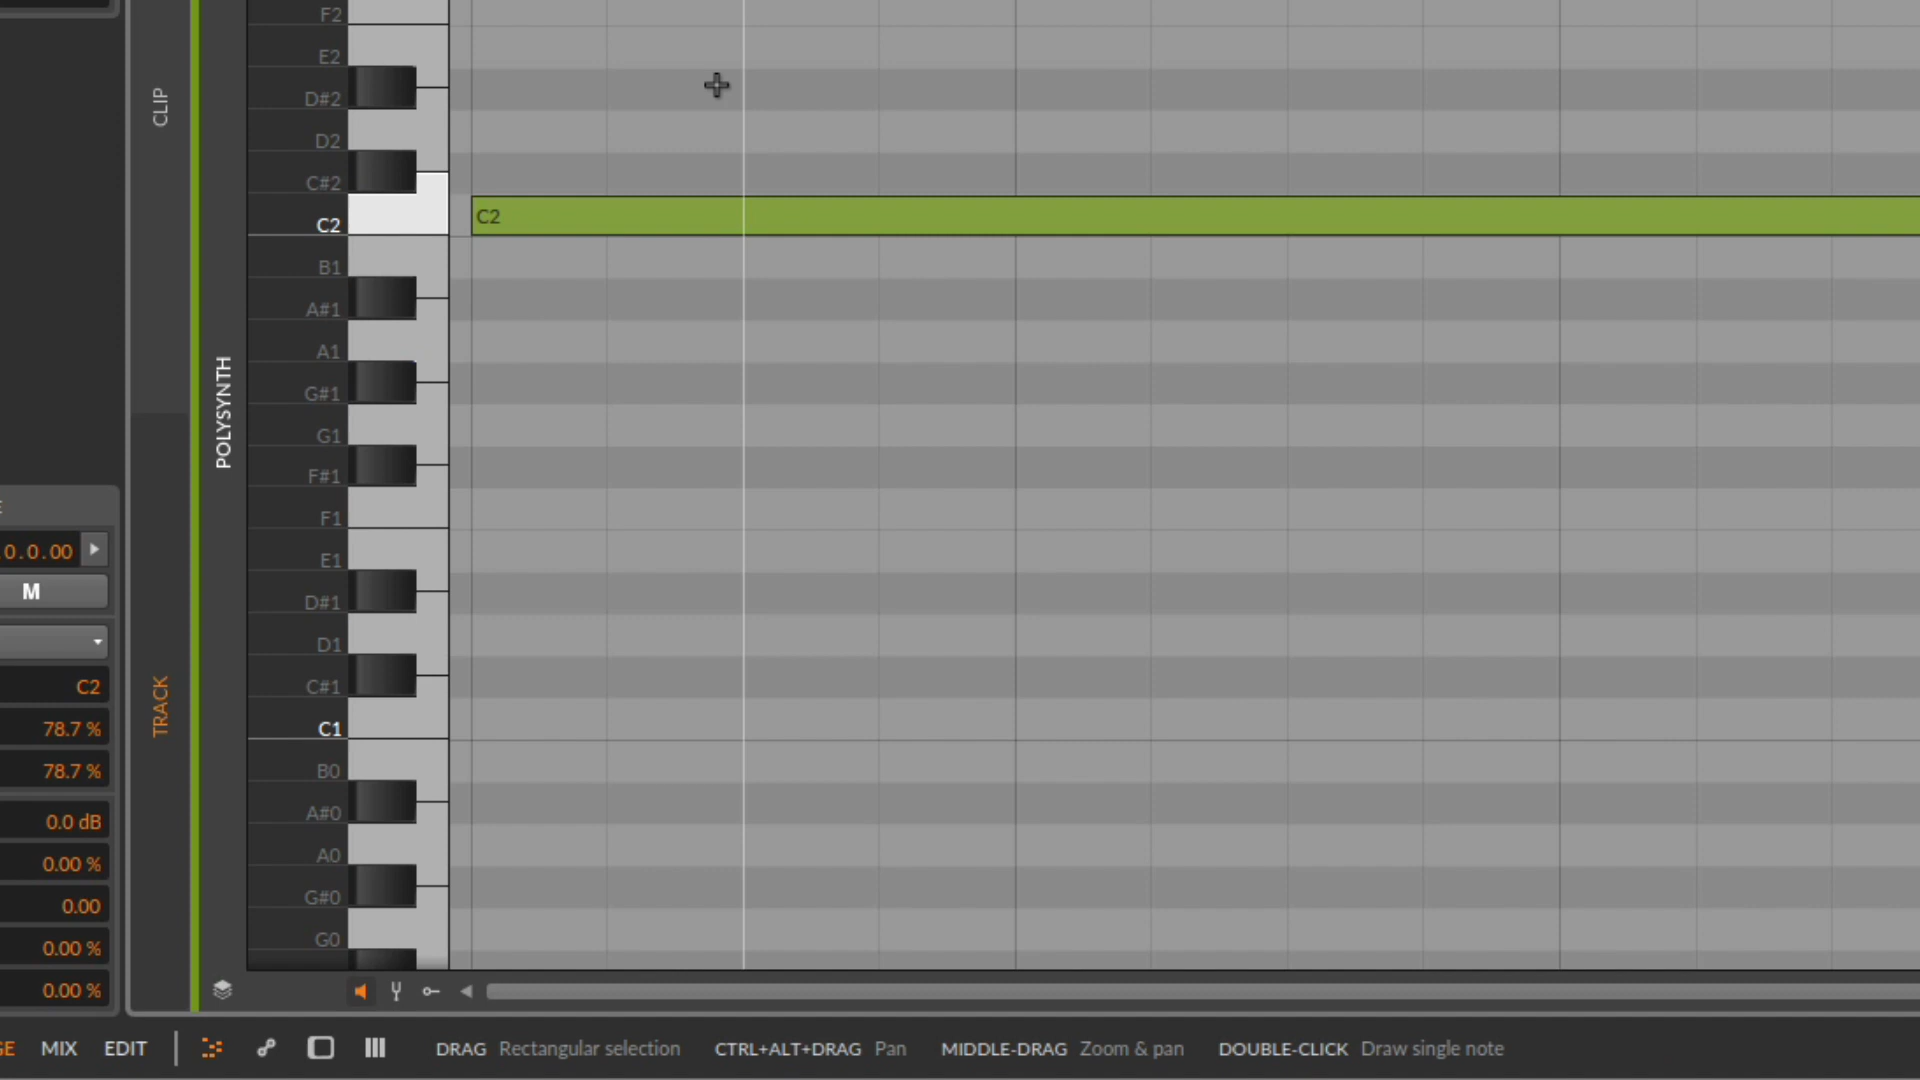 F2
E2
D#2
D2
C#2
C2
C2
B1
A#1
A1
G#1
G1
F#1
F1
E1
D#1
D1
C#1
C1
B0
A#0
A0
G#0
G0
CLIP
TRACK
POLYSYNTH
0.0.00
M
C2
78.7 %
78.7 %
0.0 dB
0.00 %
0.00
0.00 %
0.00 %
MIX EDIT DRAG Rectangular selection CTRL+ALT+DRAG Pan MIDDLE-DRAG Zoom & pan DOUBLE-CLICK Draw single note